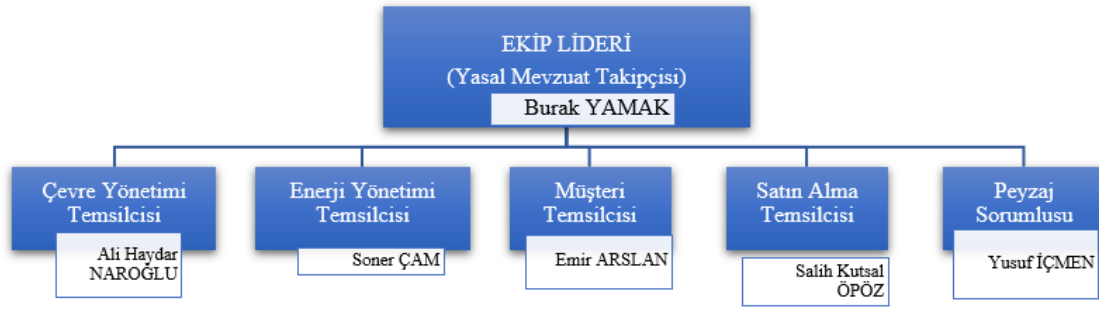 EKİP LİDERİ
(Yasal Mevzuat Takipçisi)
Burak YAMAK
Çevre Yönetimi
Temsilcisi
Ali Haydar
NAROĞLU
Enerji Yönetimi
Temsilcisi
Soner ÇAM
Müşteri
Temsilcisi
Emir ARSLAN
Satın Alma
Temsilcisi
Salih Kutsal
ÖPÖZ
Peyzaj
Sorumlusu
Yusuf İÇMEN